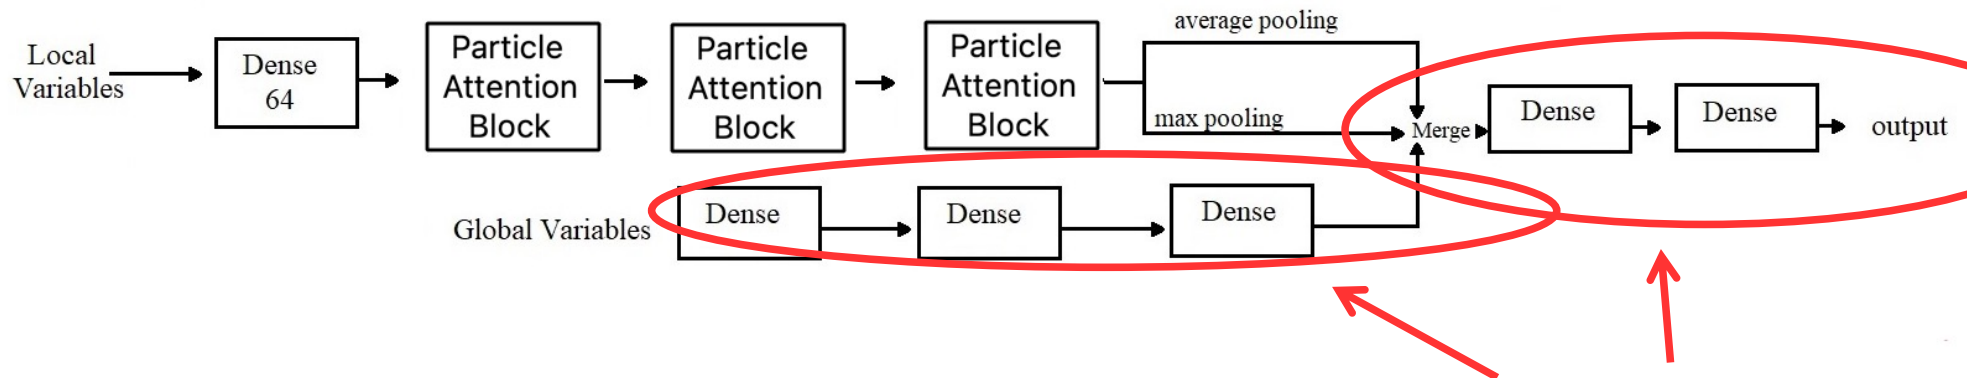 Local
Variables
Dense
64
Particle
Attention
Block
Particle
Attention
Block
Particle
Attention
Block
average pooling
max pooling
Merge
Dense
Dense
output
Global Variables
Dense
Dense
Dense